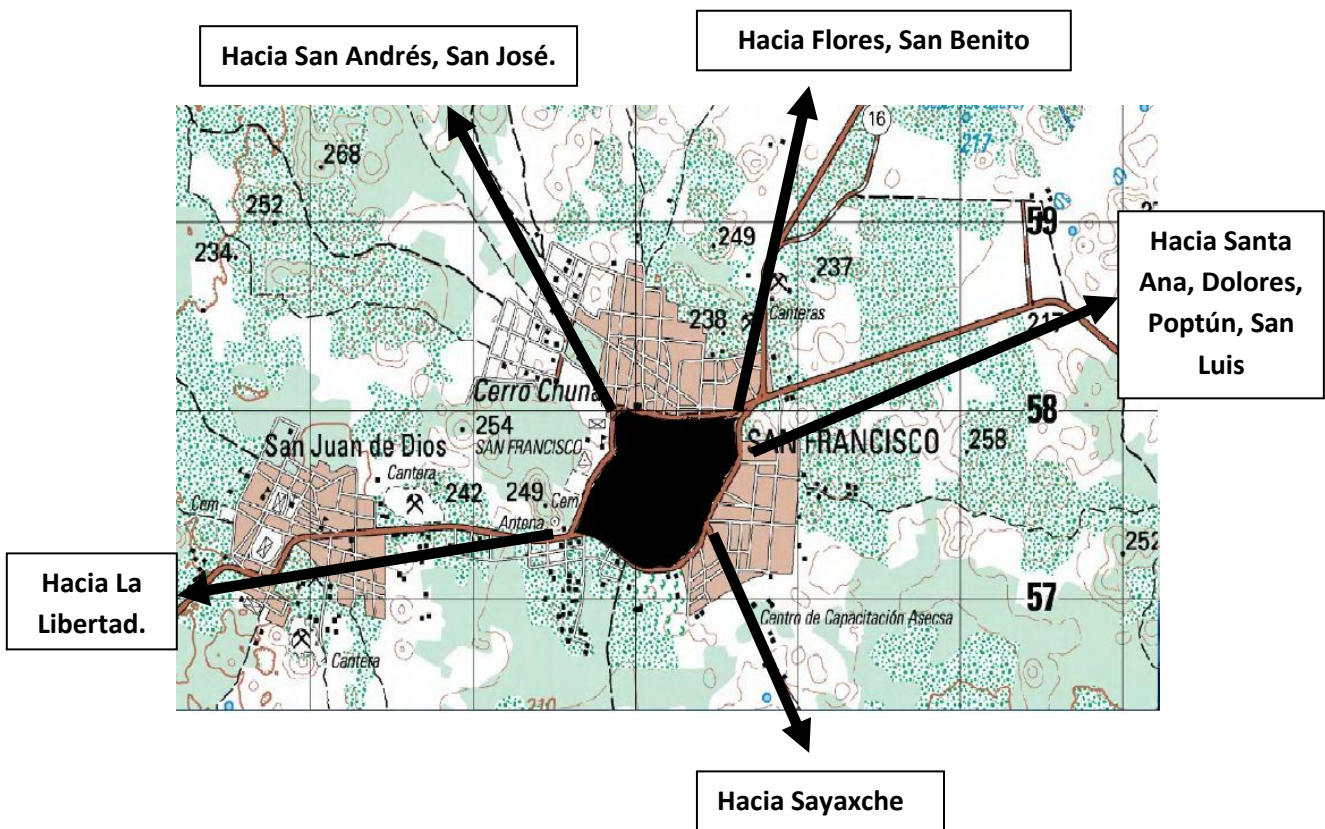 Hacia San Andrés, San José.
Hacia Flores, San Benito
16
217
268
252
59
249
234
237
Hacia Santa
Ana, Dolores,
Poptún, San
Luis
238
Canteras
217
Cerro Chuna
58
254
SAN FRANCISCO
San Juan de Dios
SAN FRANCISCO
258
Cantera
242
249
Cem
Cem
Antena
252
Hacia La
Libertad.
57
Centro de Capacitación Asecsa
Cantera
210
Hacia Sayaxche